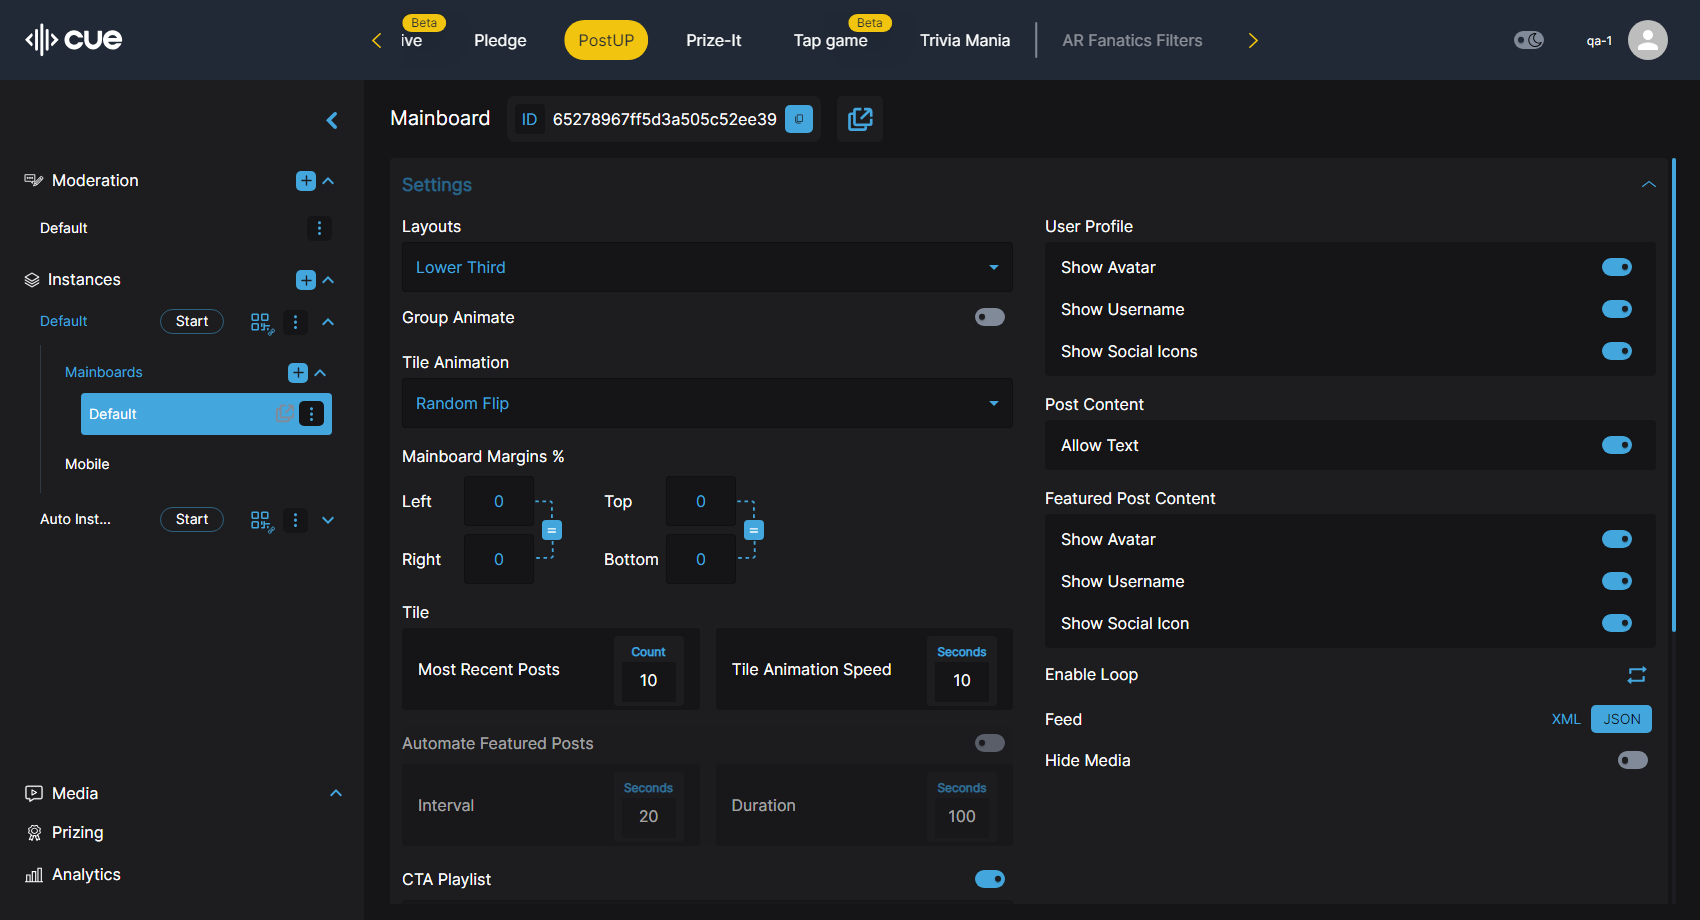 cue
ive
Beta
Pledge
PostUP
Prize-It
Tap game
Beta
Trivia Mania
AR Fanatics Filters
qa-1
Moderation
Default
Instances
Default
Start
Mainboards
Default
Mobile
Auto Inst...
Start
Media
Prizing
Analytics
Mainboard
ID 65278967ff5d3a505c52ee39
Settings
Layouts
Lower Third
Group Animate
Tile Animation
Random Flip
Mainboard Margins %
Left 0
Top 0
=
=
Right 0
Bottom 0
Tile
Most Recent Posts
Count
10
Tile Animation Speed
Seconds
10
Automate Featured Posts
Interval
Seconds
20
Duration
Seconds
100
CTA Playlist
User Profile
Show Avatar
Show Username
Show Social Icons
Post Content
Allow Text
Featured Post Content
Show Avatar
Show Username
Show Social Icon
Enable Loop
Feed
XML
JSON
Hide Media